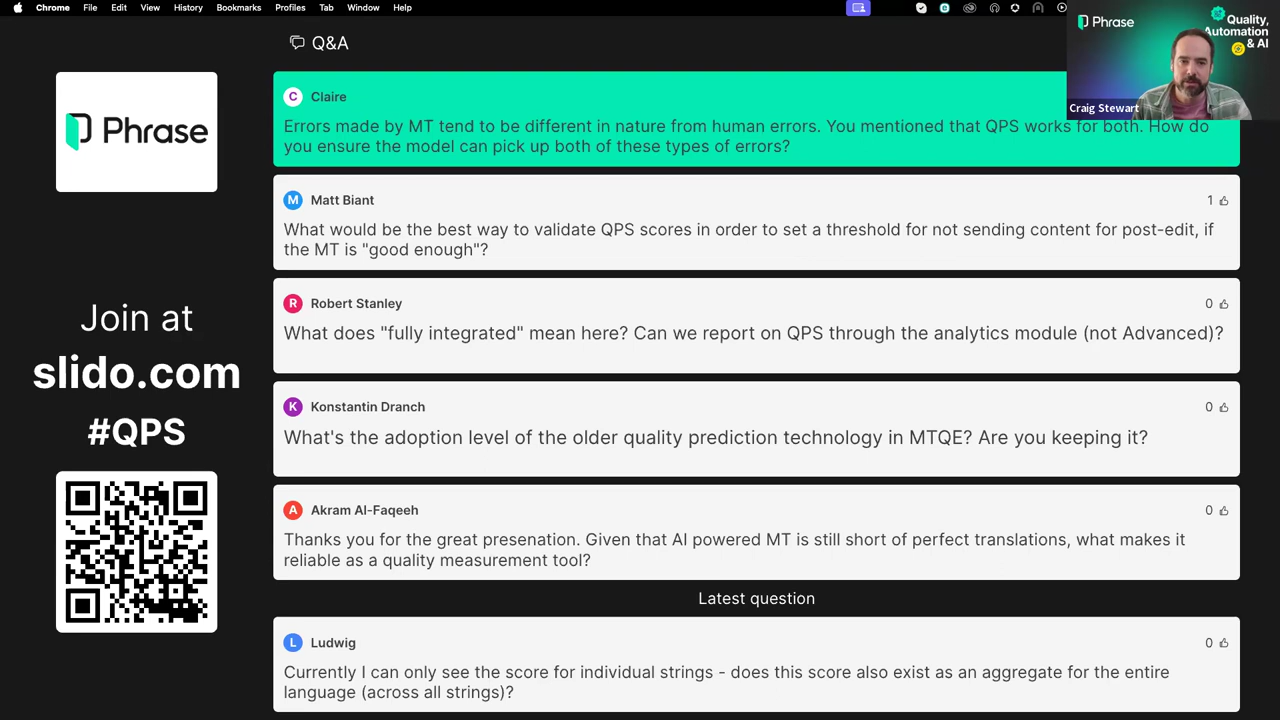 Chrome File Edit View History Bookmarks Profiles Tab Window Help
Phrase
Quality,
Automation
& AI
Craig Stewart
Q&A
Phrase
Join at
slido.com
#QPS
C Claire
Errors made by MT tend to be different in nature from human errors. You mentioned that QPS works for both. How do
you ensure the model can pick up both of these types of errors?
M Matt Biant 1
What would be the best way to validate QPS scores in order to set a threshold for not sending content for post-edit, if
the MT is "good enough"?
R Robert Stanley 0
What does "fully integrated" mean here? Can we report on QPS through the analytics module (not Advanced)?
K Konstantin Dranch 0
What's the adoption level of the older quality prediction technology in MTQE? Are you keeping it?
A Akram Al-Faqeeh 0
Thanks you for the great presenation. Given that AI powered MT is still short of perfect translations, what makes it
reliable as a quality measurement tool?
Latest question
L Ludwig 0
Currently I can only see the score for individual strings - does this score also exist as an aggregate for the entire
language (across all strings)?